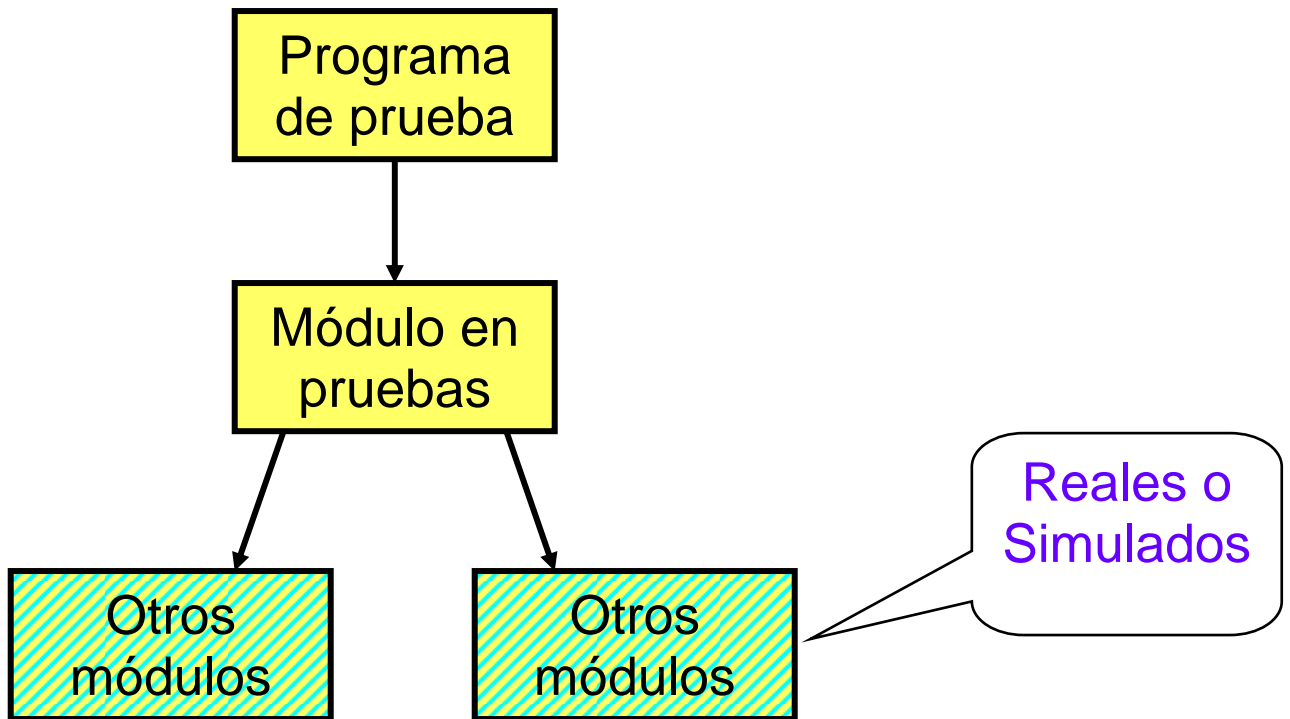 Programa
de prueba
Módulo en
pruebas
Reales o
Simulados
Otros
módulos
Otros
módulos